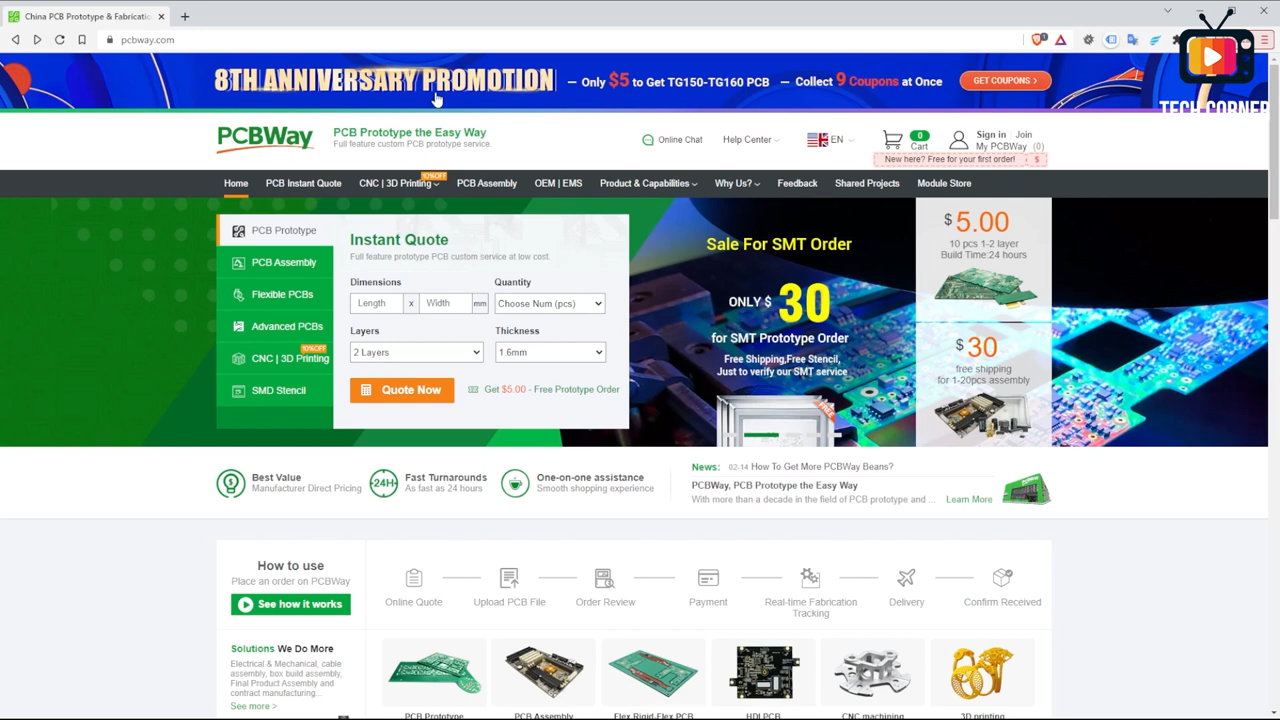 China PCB Prototype & Fabricatio
pcbway.com
1
8TH ANNIVERSARY PROMOTION
– Only $5 to Get TG150-TG160 PCB
– Collect 9 Coupons at Once
GET COUPONS >
TECH CORNER
PCBWay
PCB Prototype the Easy Way
Full feature custom PCB prototype service.
Online Chat
Help Center
EN
0
Cart
Sign in | Join
My PCBWay (0)
New here? Free for your first order! $
Home
PCB Instant Quote
CNC | 3D Printing
10%OFF
PCB Assembly
OEM | EMS
Product & Capabilities
Why Us?
Feedback
Shared Projects
Module Store
PCB Prototype
PCB Assembly
Flexible PCBs
Advanced PCBs
10%OFF
CNC | 3D Printing
SMD Stencil
Instant Quote
Full feature prototype PCB custom service at low cost.
Dimensions
Quantity
Length x Width mm
Choose Num (pcs)
Layers
Thickness
2 Layers
1.6mm
Quote Now
Get $5.00 - Free Prototype Order
Sale For SMT Order
ONLY $ 30
for SMT Prototype Order
Free Shipping,Free Stencil,
Just to verify our SMT service
FREE
$ 5.00
10 pcs 1-2 layer
Build Time:24 hours
$ 30
free shipping
for 1-20pcs assembly
Best Value
Manufacturer Direct Pricing
24H
Fast Turnarounds
As fast as 24 hours
One-on-one assistance
Smooth shopping experience
News: 02-14 How To Get More PCBWay Beans?
PCBWay, PCB Prototype the Easy Way
With more than a decade in the field of PCB prototype and ... Learn More
How to use
Place an order on PCBWay
See how it works
Online Quote
Upload PCB File
Order Review
Payment
Real-time Fabrication
Tracking
Delivery
Confirm Received
Solutions We Do More
Electrical & Mechanical, cable
assembly, box build assembly,
Final Product Assembly and
contract manufacturing...
See more >
PCB Prototype
PCB Assembly
Flex Rigid-Flex PCB
HDI PCB
CNC machining
3D printing